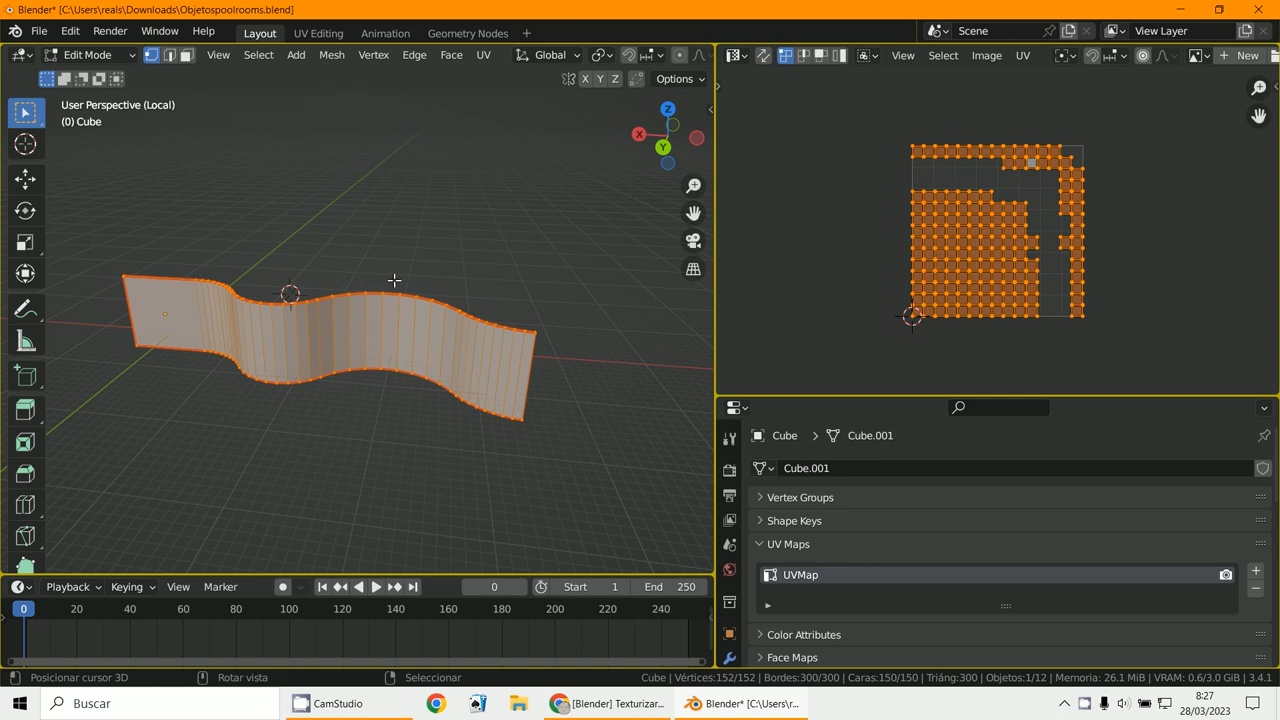 Blender* [C:\Users\reals\Downloads\Objetospoolrooms.blend]
File Edit Render Window Help Layout UV Editing Animation Geometry Nodes + Scene View Layer
Edit Mode View Select Add Mesh Vertex Edge Face UV Global
View Select Image UV New
X Y Z Options
User Perspective (Local)
(0) Cube
Z
X
Y
Cube Cube.001
Cube.001
Vertex Groups
Shape Keys
UV Maps
UVMap
Color Attributes
Face Maps
Playback Keying View Marker 0 Start 1 End 250
0 20 40 60 80 100 120 140 160 180 200 220 240
Posicionar cursor 3D Rotar vista Seleccionar Cube | Vértices:152/152 | Bordes:300/300 | Caras:150/150 | Triáng:300 | Objetos:1/12 | Memoria: 26.1 MiB | VRAM: 0.6/3.0 GiB | 3.4.1
Buscar CamStudio [Blender] Texturizar... Blender* [C:\Users\r... 8:27
28/03/2023